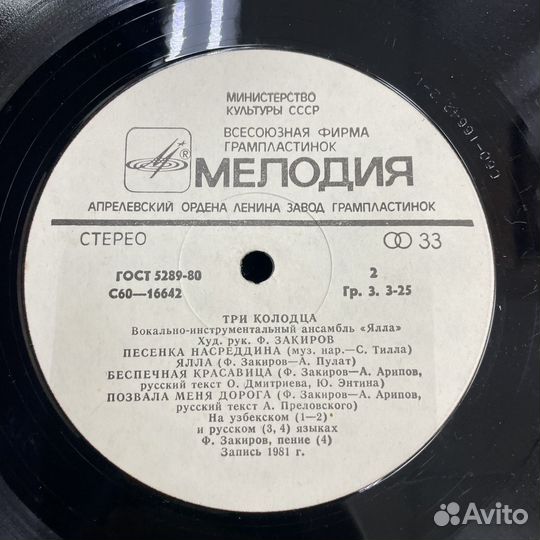 МИНИСТЕРСТВО
КУЛЬТУРЫ СССР
ВСЕСОЮЗНАЯ ФИРМА
ГРАМПЛАСТИНОК
МЕЛОДИЯ
®
АПРЕЛЕВСКИЙ ОРДЕНА ЛЕНИНА ЗАВОД ГРАМПЛАСТИНОК
СТЕРЕО 33
ГОСТ 5289-80 2
С60—16642 Гр. 3. 3-25
ТРИ КОЛОДЦА
Вокально-инструментальный ансамбль «Ялла»
Худ. рук. Ф. ЗАКИРОВ
ПЕСЕНКА НАСРЕДДИНА (муз. нар.—С. Тилла)
ЯЛЛА (Ф. Закиров—А. Пулат)
БЕСПЕЧНАЯ КРАСАВИЦА (Ф. Закиров—А. Арипов,
русский текст О. Дмитриева, Ю. Энтина)
ПОЗВАЛА МЕНЯ ДОРОГА (Ф. Закиров—А. Арипов,
русский текст А. Преловского)
На узбекском (1—2)
и русском (3, 4) языках
Ф. Закиров, пение (4)
Запись 1981 г.
Avito